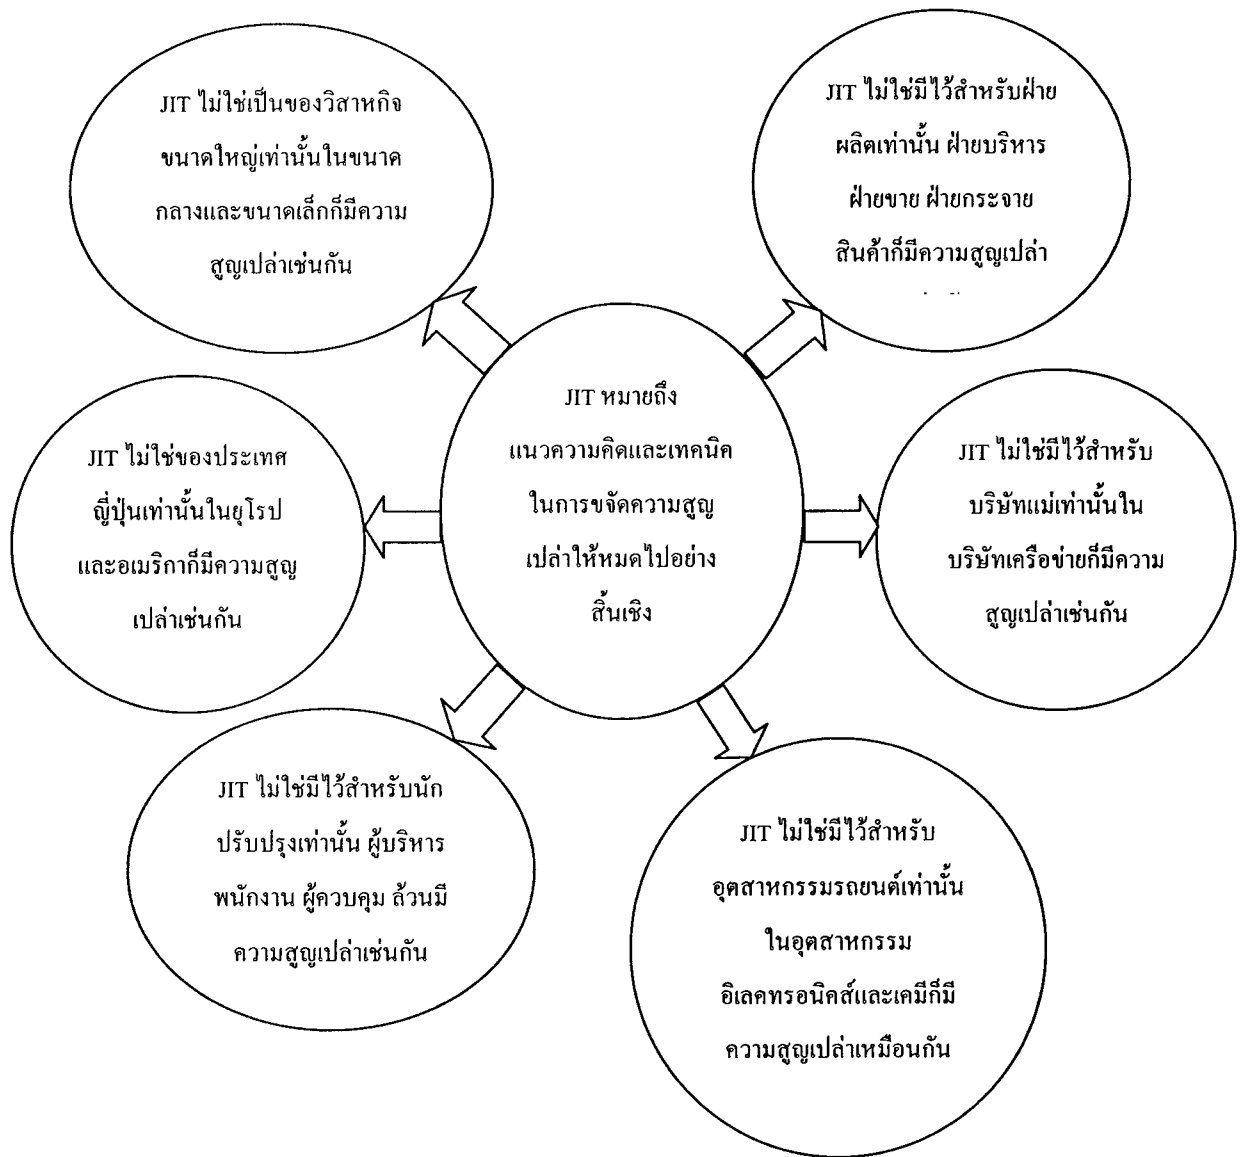 JIT ไม่ใช่เป็นของวิสาหกิจ
ขนาดใหญ่เท่านั้นในขนาด
กลางและขนาดเล็กก็มีความ
สูญเปล่าเช่นกัน
JIT ไม่ใช่มีไว้สำหรับฝ่าย
ผลิตเท่านั้น ฝ่ายบริหาร
ฝ่ายขาย ฝ่ายกระจาย
สินค้าก็มีความสูญเปล่า
JIT หมายถึง
แนวความคิดและเทคนิค
ในการขจัดความสูญ
เปล่าให้หมดไปอย่าง
สิ้นเชิง
JIT ไม่ใช่ของประเทศ
ญี่ปุ่นเท่านั้นในยุโรป
และอเมริกาก็มีความสูญ
เปล่าเช่นกัน
JIT ไม่ใช่มีไว้สำหรับ
บริษัทแม่เท่านั้นใน
บริษัทเครือข่ายก็มีความ
สูญเปล่าเช่นกัน
JIT ไม่ใช่มีไว้สำหรับนัก
ปรับปรุงเท่านั้น ผู้บริหาร
พนักงาน ผู้ควบคุม ล้วนมี
ความสูญเปล่าเช่นกัน
JIT ไม่ใช่มีไว้สำหรับ
อุตสาหกรรมรถยนต์เท่านั้น
ในอุตสาหกรรม
อิเลคทรอนิคส์และเคมีก็มี
ความสูญเปล่าเหมือนกัน